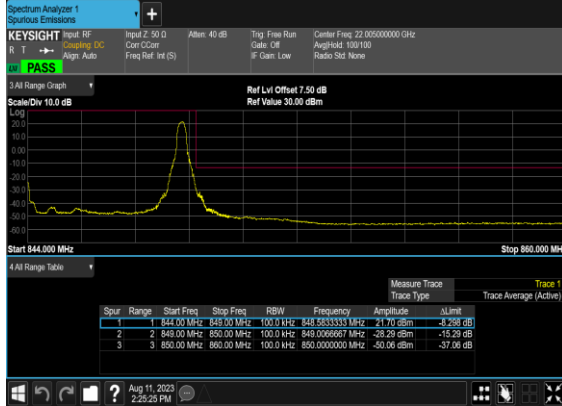 Spectrum Analyzer 1
Spurious Emissions
+
KEYSIGHT Input: RF Input Z: 50 Ω Atten: 40 dB Trig: Free Run Center Freq: 22.005000000 GHz
R T Coupling: DC Corr CCorr Gate: Off Avg|Hold: 100/100
Align: Auto Freq Ref: Int (S) IF Gain: Low Radio Std: None
PASS
3 All Range Graph
Ref Lvl Offset 7.50 dB
Scale/Div 10.0 dB Ref Value 30.00 dBm
Log
20.0
10.0
0.00
-10.0
-20.0
-30.0
-40.0
-50.0
-60.0
Start 844.000 MHz Stop 860.000 MH
4 All Range Table
Measure Trace Trace 1
Trace Type Trace Average (Active)
Spur Range Start Freq Stop Freq RBW Frequency Amplitude ΔLimit
1 1 844.00 MHz 849.00 MHz 100.0 kHz 848.5833333 MHz 21.70 dBm -8.298 dB
2 2 849.00 MHz 850.00 MHz 100.0 kHz 849.0066667 MHz -28.29 dBm -15.29 dB
3 3 850.00 MHz 860.00 MHz 100.0 kHz 850.0000000 MHz -50.06 dBm -37.06 dB
?
Aug 11, 2023
2:25:25 PM